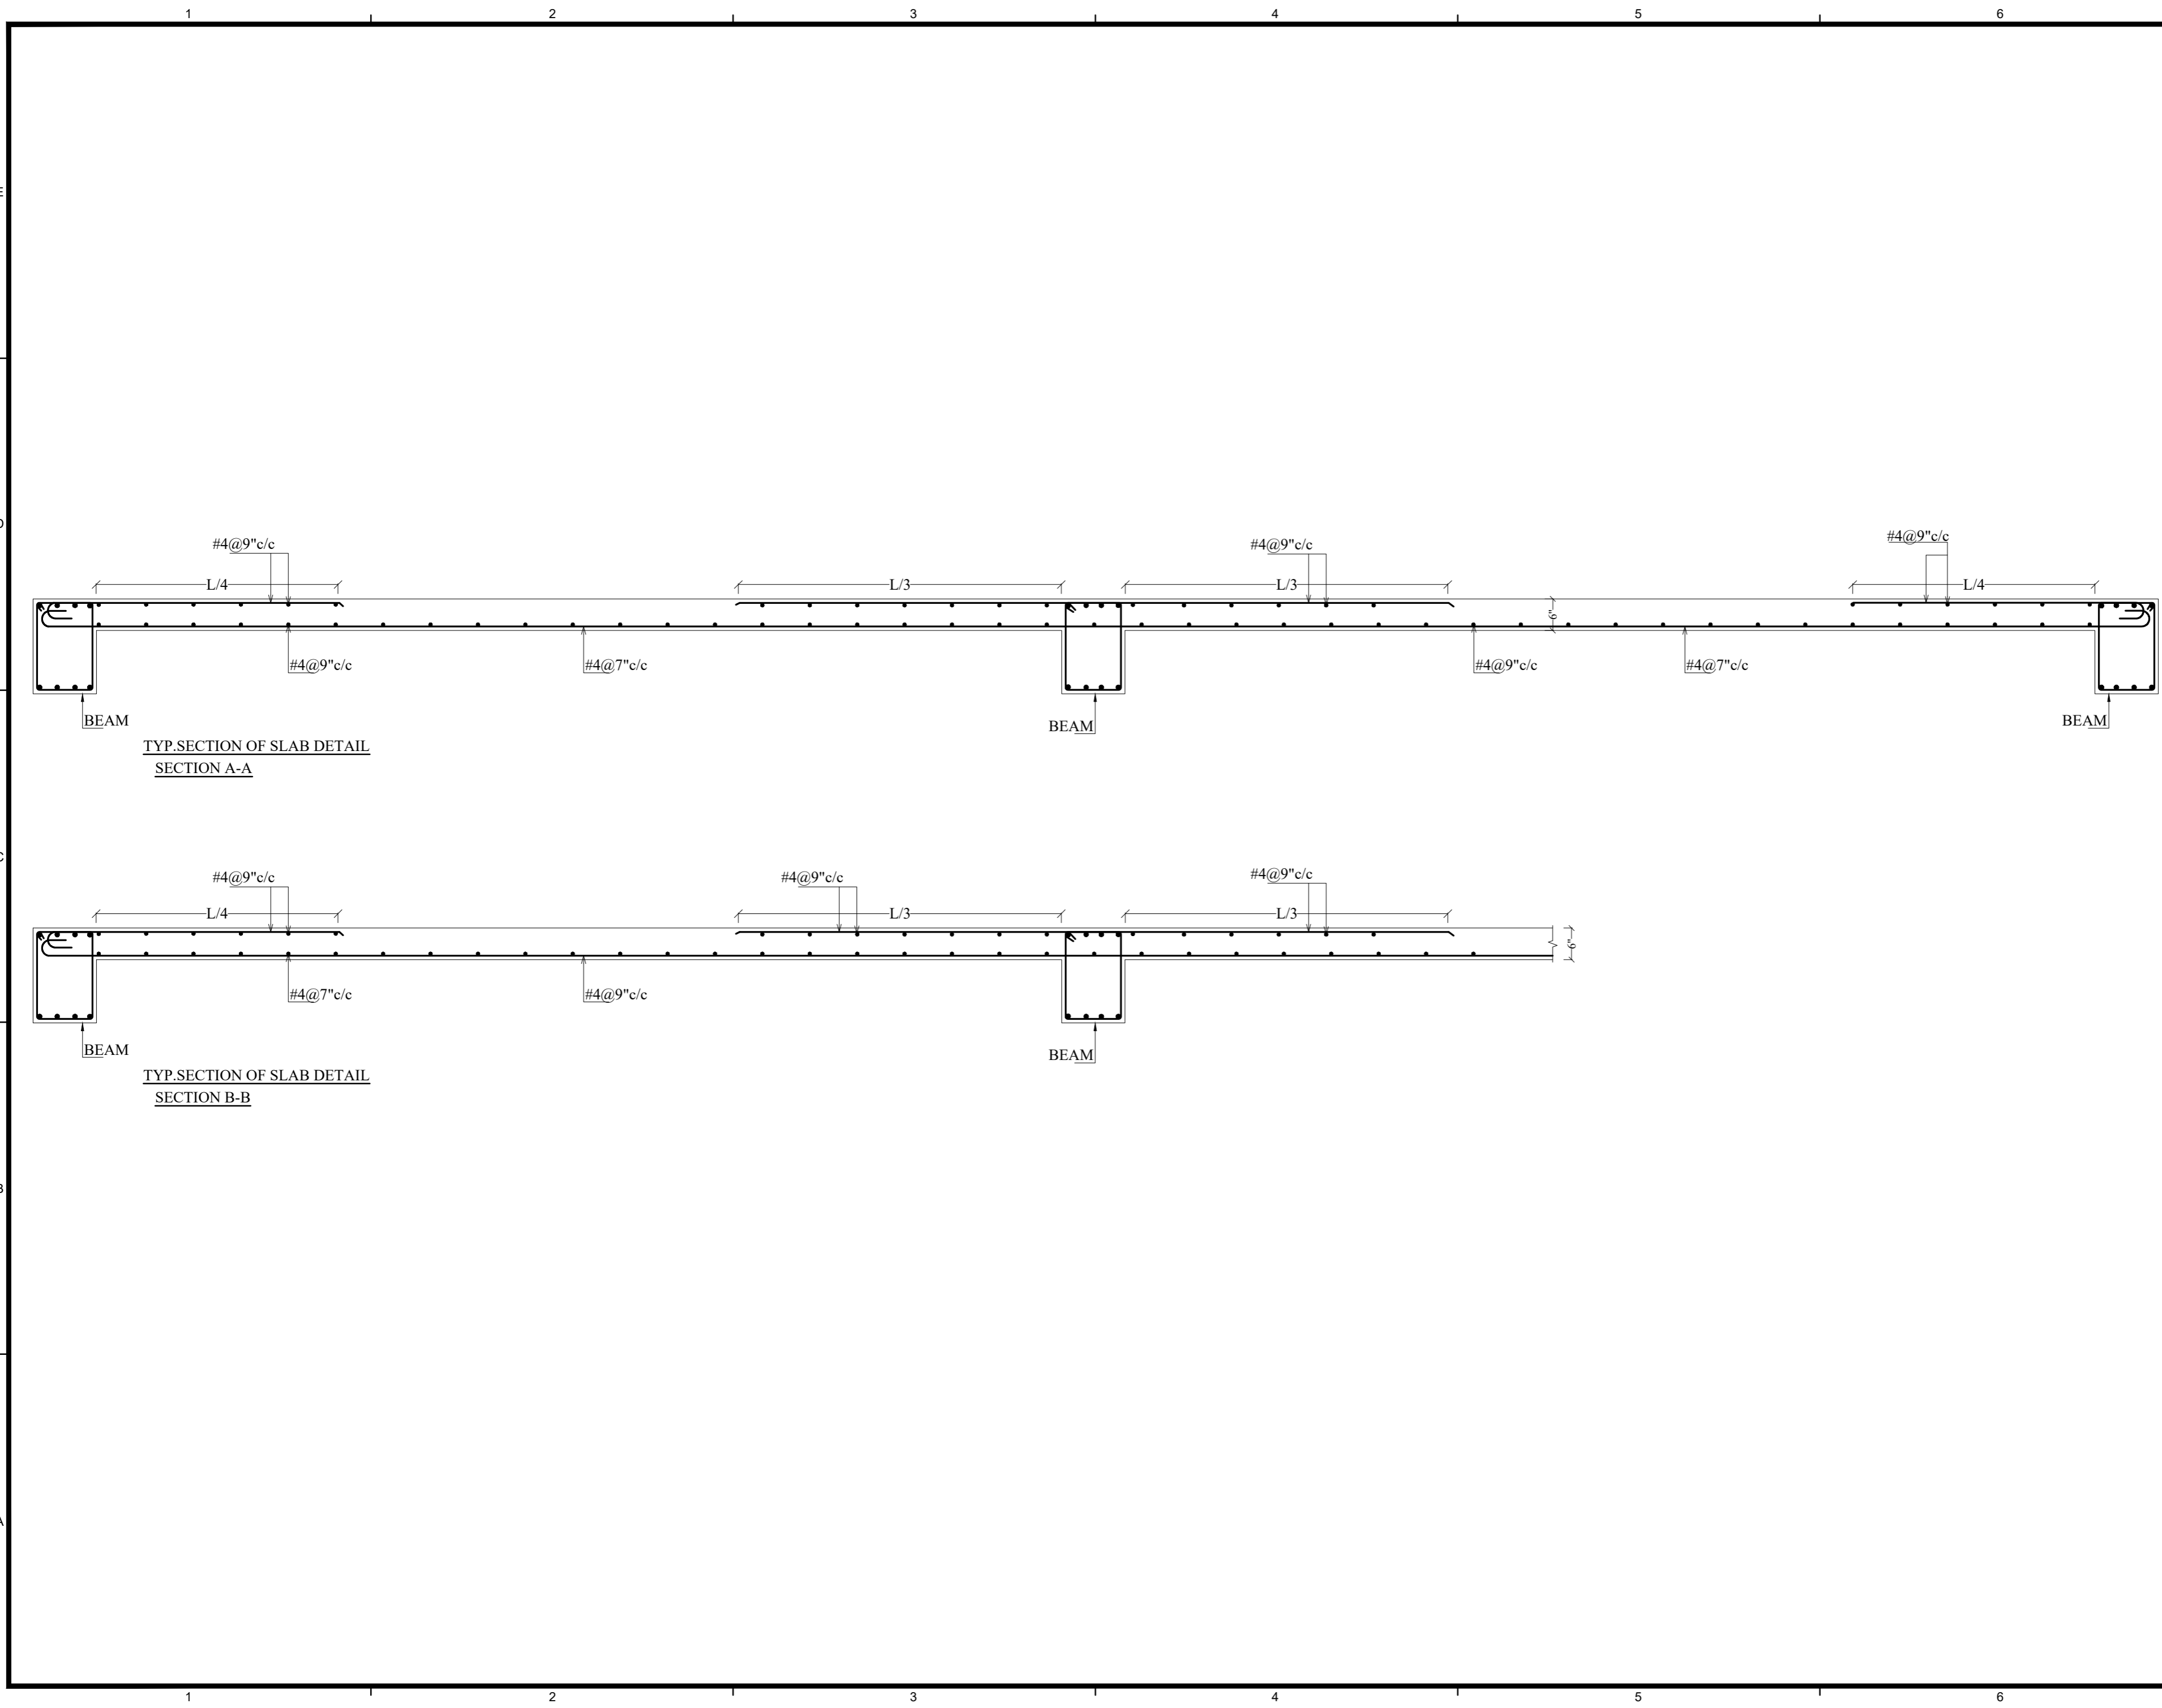 1 2 3 4 5 6
E
D
#4@9"c/c #4@9"c/c #4@9"c/c
L/4 L/3 L/3 L/4
6"
#4@9"c/c #4@7"c/c #4@9"c/c #4@7"c/c
BEAM BEAM BEAM
TYP.SECTION OF SLAB DETAIL
SECTION A-A
C
#4@9"c/c #4@9"c/c #4@9"c/c
L/4 L/3 L/3
6"
#4@7"c/c #4@9"c/c
BEAM BEAM
TYP.SECTION OF SLAB DETAIL
SECTION B-B
B
A
1 2 3 4 5 6